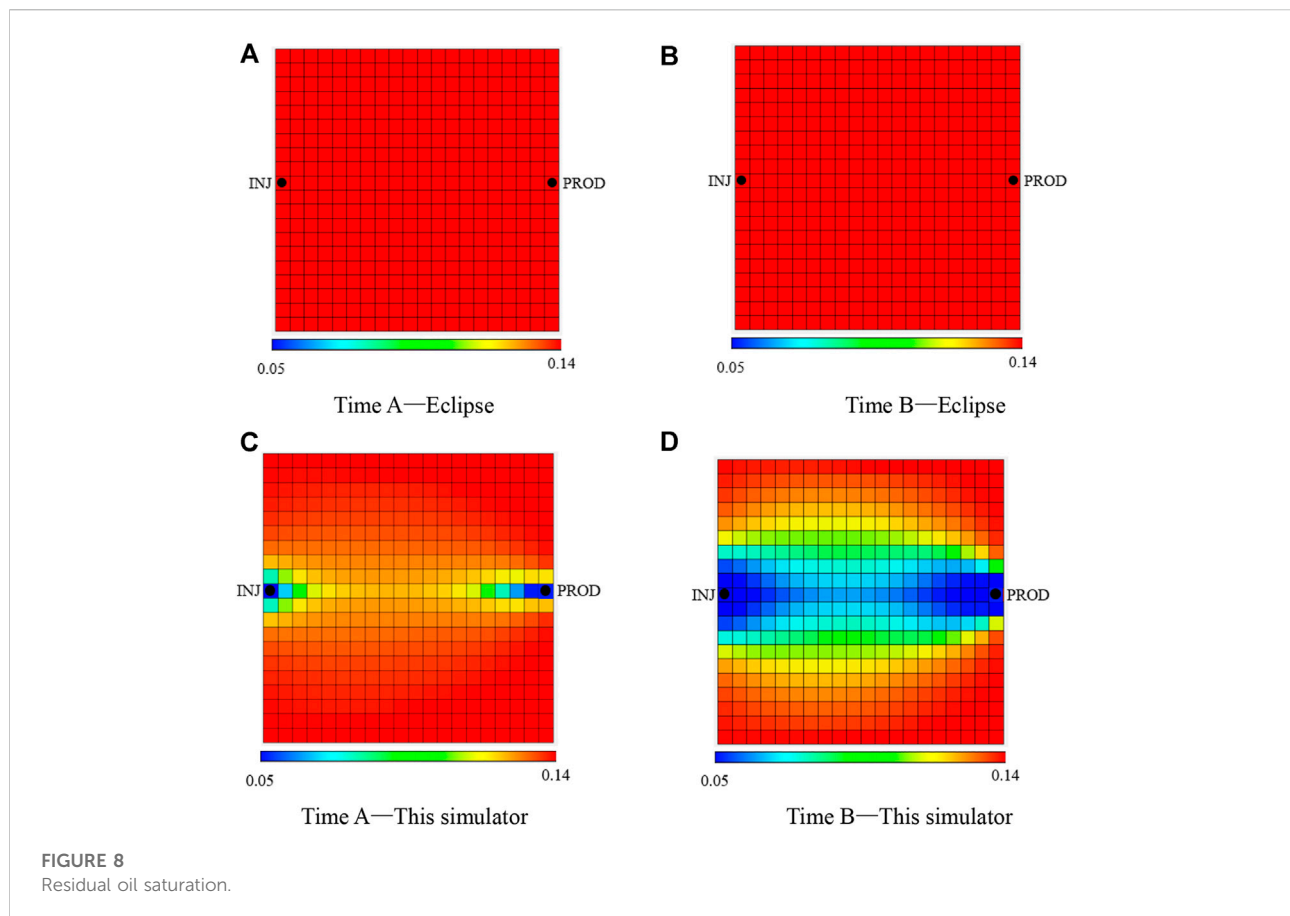 A
INJ
PROD
0.05
0.14
Time A—Eclipse
B
INJ
PROD
0.05
0.14
Time B—Eclipse
C
INJ
PROD
0.05
0.14
Time A—This simulator
D
INJ
PROD
0.05
0.14
Time B—This simulator
FIGURE 8
Residual oil saturation.